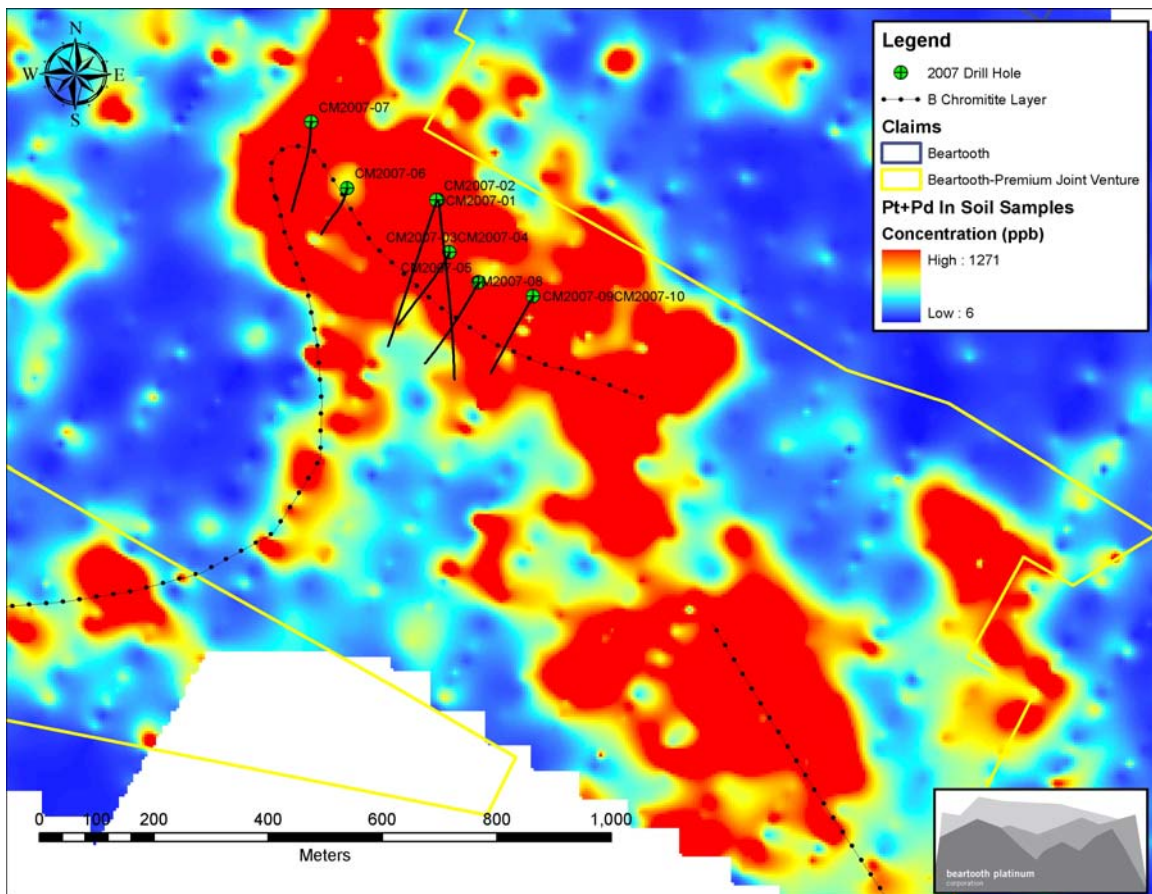 N
W E
S
CM2007-07
CM2007-06
CM2007-02
CM2007-01
CM2007-03CM2007-04
CM2007-05
M2007-08
CM2007-09CM2007-10
Legend
2007 Drill Hole
B Chromitite Layer
Claims
Beartooth
Beartooth-Premium Joint Venture
Pt+Pd In Soil Samples
Concentration (ppb)
High : 1271
Low : 6
0 100 200 400 600 800 1,000
Meters
beartooth platinum
corporation